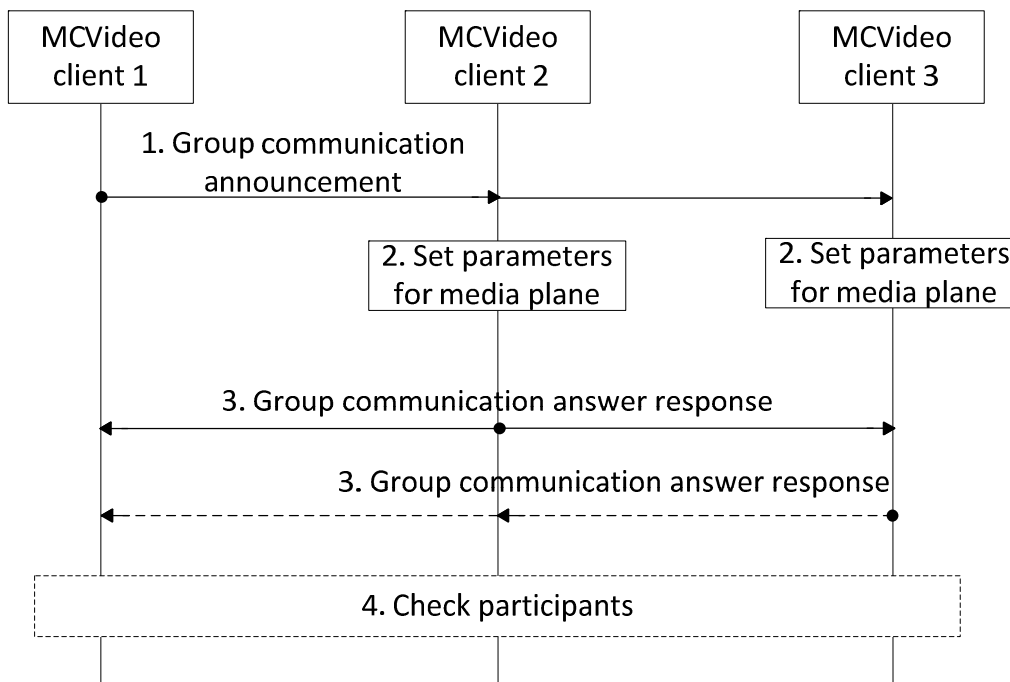 MCVideo
client 1
MCVideo
client 2
MCVideo
client 3
1. Group communication
announcement
2. Set parameters
for media plane
2. Set parameters
for media plane
3. Group communication answer response
3. Group communication answer response
4. Check participants